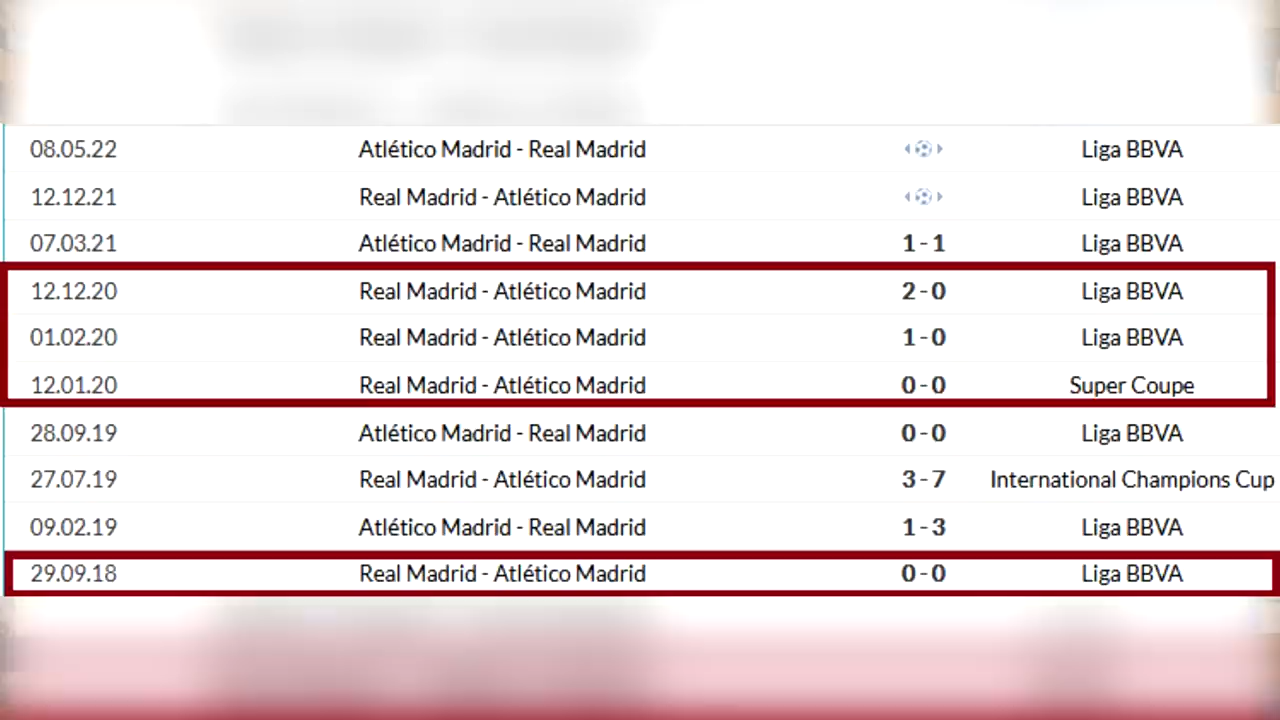 08.05.22 Atlético Madrid - Real Madrid Liga BBVA
12.12.21 Real Madrid - Atlético Madrid Liga BBVA
07.03.21 Atlético Madrid - Real Madrid 1 - 1 Liga BBVA
12.12.20 Real Madrid - Atlético Madrid 2 - 0 Liga BBVA
01.02.20 Real Madrid - Atlético Madrid 1 - 0 Liga BBVA
12.01.20 Real Madrid - Atlético Madrid 0 - 0 Super Coupe
28.09.19 Atlético Madrid - Real Madrid 0 - 0 Liga BBVA
27.07.19 Real Madrid - Atlético Madrid 3 - 7 International Champions Cup
09.02.19 Atlético Madrid - Real Madrid 1 - 3 Liga BBVA
29.09.18 Real Madrid - Atlético Madrid 0 - 0 Liga BBVA